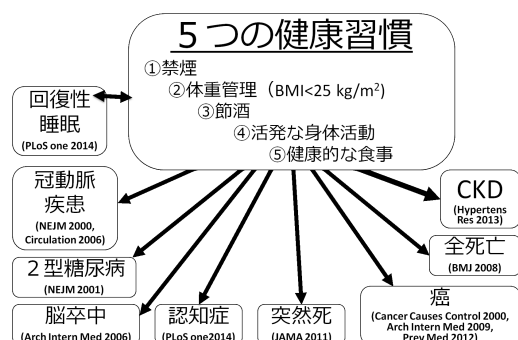 ５つの健康習慣
①禁煙
②体重管理（BMI<25 kg/m²)
③節酒
④活発な身体活動
⑤健康的な食事
回復性
睡眠
(PLoS one 2014)
冠動脈
疾患
(NEJM 2000,
Circulation 2006)
２型糖尿病
(NEJM 2001)
脳卒中
(Arch Intern Med 2006)
認知症
(PLoS one2014)
突然死
(JAMA 2011)
癌
(Cancer Causes Control 2000,
Arch Intern Med 2009,
Prev Med 2012)
全死亡
(BMJ 2008)
CKD
(Hypertens
Res 2013)